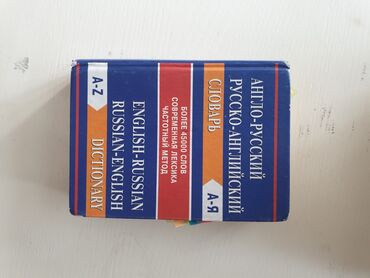 АНГЛО-РУССКИЙ
РУССКО-АНГЛИЙСКИЙ
СЛОВАРЬ
А-Я
БОЛЕЕ 45000 СЛОВ
СОВРЕМЕННАЯ ЛЕКСИКА
ЧАСТОТНЫЙ МЕТОД
ENGLISH-RUSSIAN
RUSSIAN-ENGLISH
A-Z
DICTIONARY